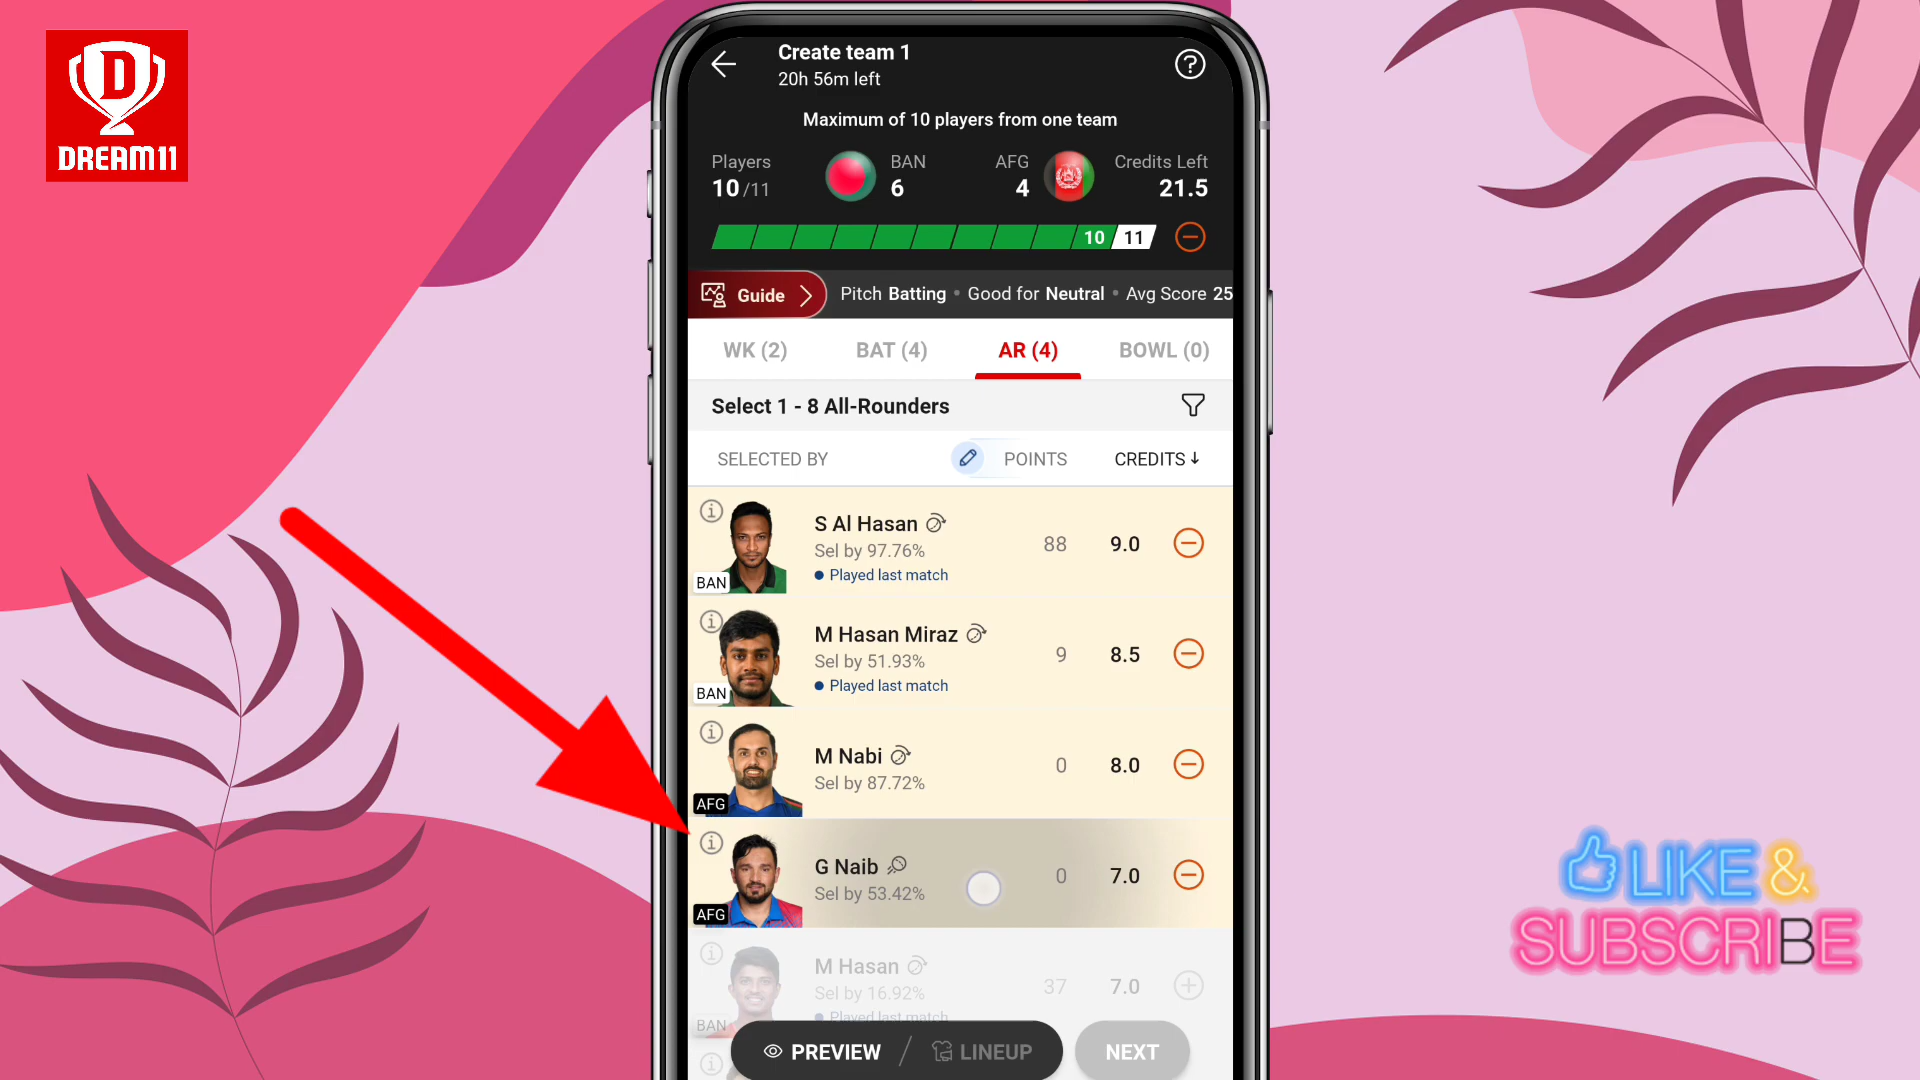 DREAM11
Create team 1
20h 56m left
Maximum of 10 players from one team
Players
10/11
BAN
6
AFG
4
Credits Left
21.5
10 11
Guide
Pitch Batting • Good for Neutral • Avg Score 25
WK (2)
BAT (4)
AR (4)
BOWL (0)
Select 1 - 8 All-Rounders
SELECTED BY
POINTS
CREDITS ↓
S Al Hasan
Sel by 97.76%
Played last match
88
9.0
BAN
M Hasan Miraz
Sel by 51.93%
Played last match
9
8.5
BAN
M Nabi
Sel by 87.72%
0
8.0
AFG
G Naib
Sel by 53.42%
0
7.0
AFG
M Hasan
Sel by 16.92%
Played last match
37
7.0
BAN
PREVIEW / LINEUP
NEXT
LIKE &
SUBSCRIBE